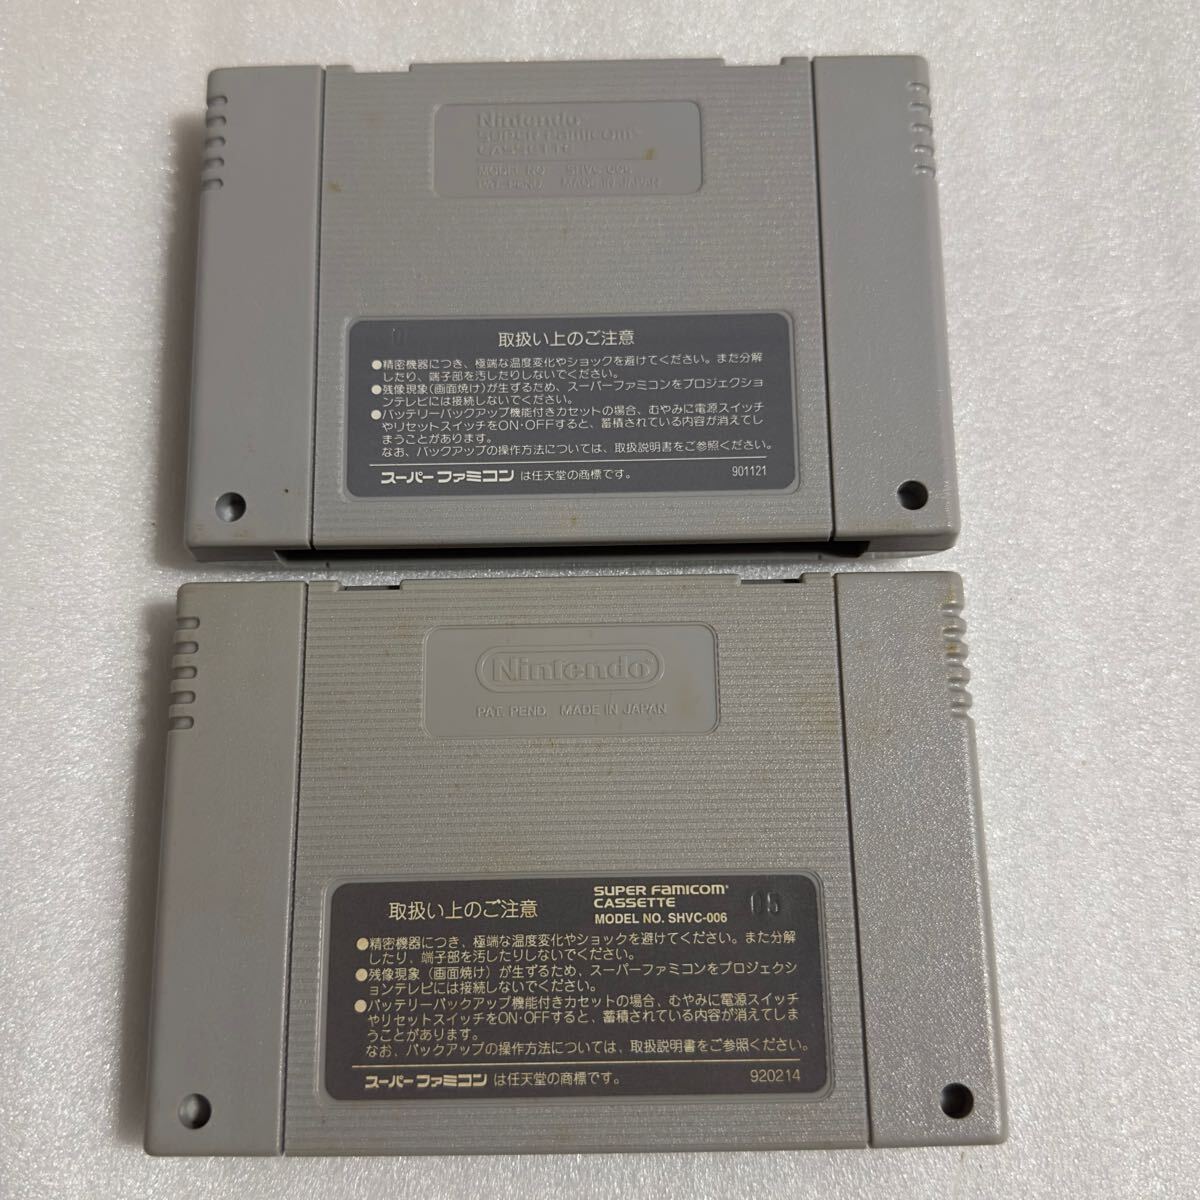 Nintendo
SUPER Famicom
CASSETTE
MODEL NO. SHVC-006
PAT. PEND. MADE IN JAPAN
取扱い上のご注意
●精密機器につき、極端な温度変化やショックを避けてください。また分解
したり、端子部を汚したりしないでください。
●残像現象(画面焼け)が生ずるため、スーパーファミコンをプロジェクショ
ンテレビには接続しないでください。
●バッテリーバックアップ機能付きカセットの場合、むやみに電源スイッチ
やリセットスイッチをON·OFFすると、蓄積されている内容が消えてし
まうことがあります。
なお、バックアップの操作方法については、取扱説明書をご参照ください。
スーパーファミコン は任天堂の商標です。 901121
Nintendo
PAT. PEND. MADE IN JAPAN
取扱い上のご注意
SUPER Famicom
CASSETTE
MODEL NO. SHVC-006
05
●精密機器につき、極端な温度変化やショックを避けてください。また分解
したり、端子部を汚したりしないでください。
●残像現象(画面焼け)が生ずるため、スーパーファミコンをプロジェクシ
ョンテレビには接続しないでください。
●バッテリーバックアップ機能付きカセットの場合、むやみに電源スイッチ
やリセットスイッチをON·OFFすると、蓄積されている内容が消えてしま
うことがあります。
なお、バックアップの操作方法については、取扱説明書をご参照ください。
スーパーファミコン は任天堂の商標です。 920214